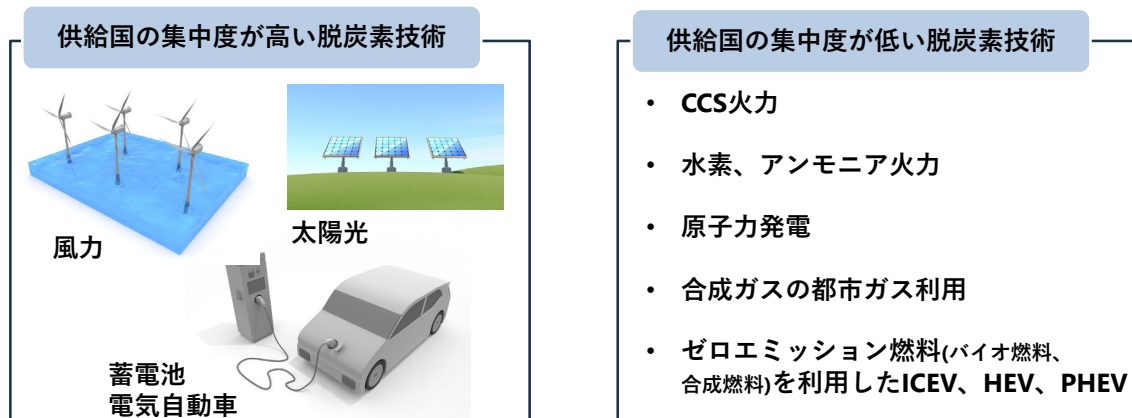 供給国の集中度が高い脱炭素技術
風力
太陽光
蓄電池
電気自動車
供給国の集中度が低い脱炭素技術
• CCS火力
• 水素、アンモニア火力
• 原子力発電
• 合成ガスの都市ガス利用
• ゼロエミッション燃料(バイオ燃料、
合成燃料)を利用したICEV、HEV、PHEV